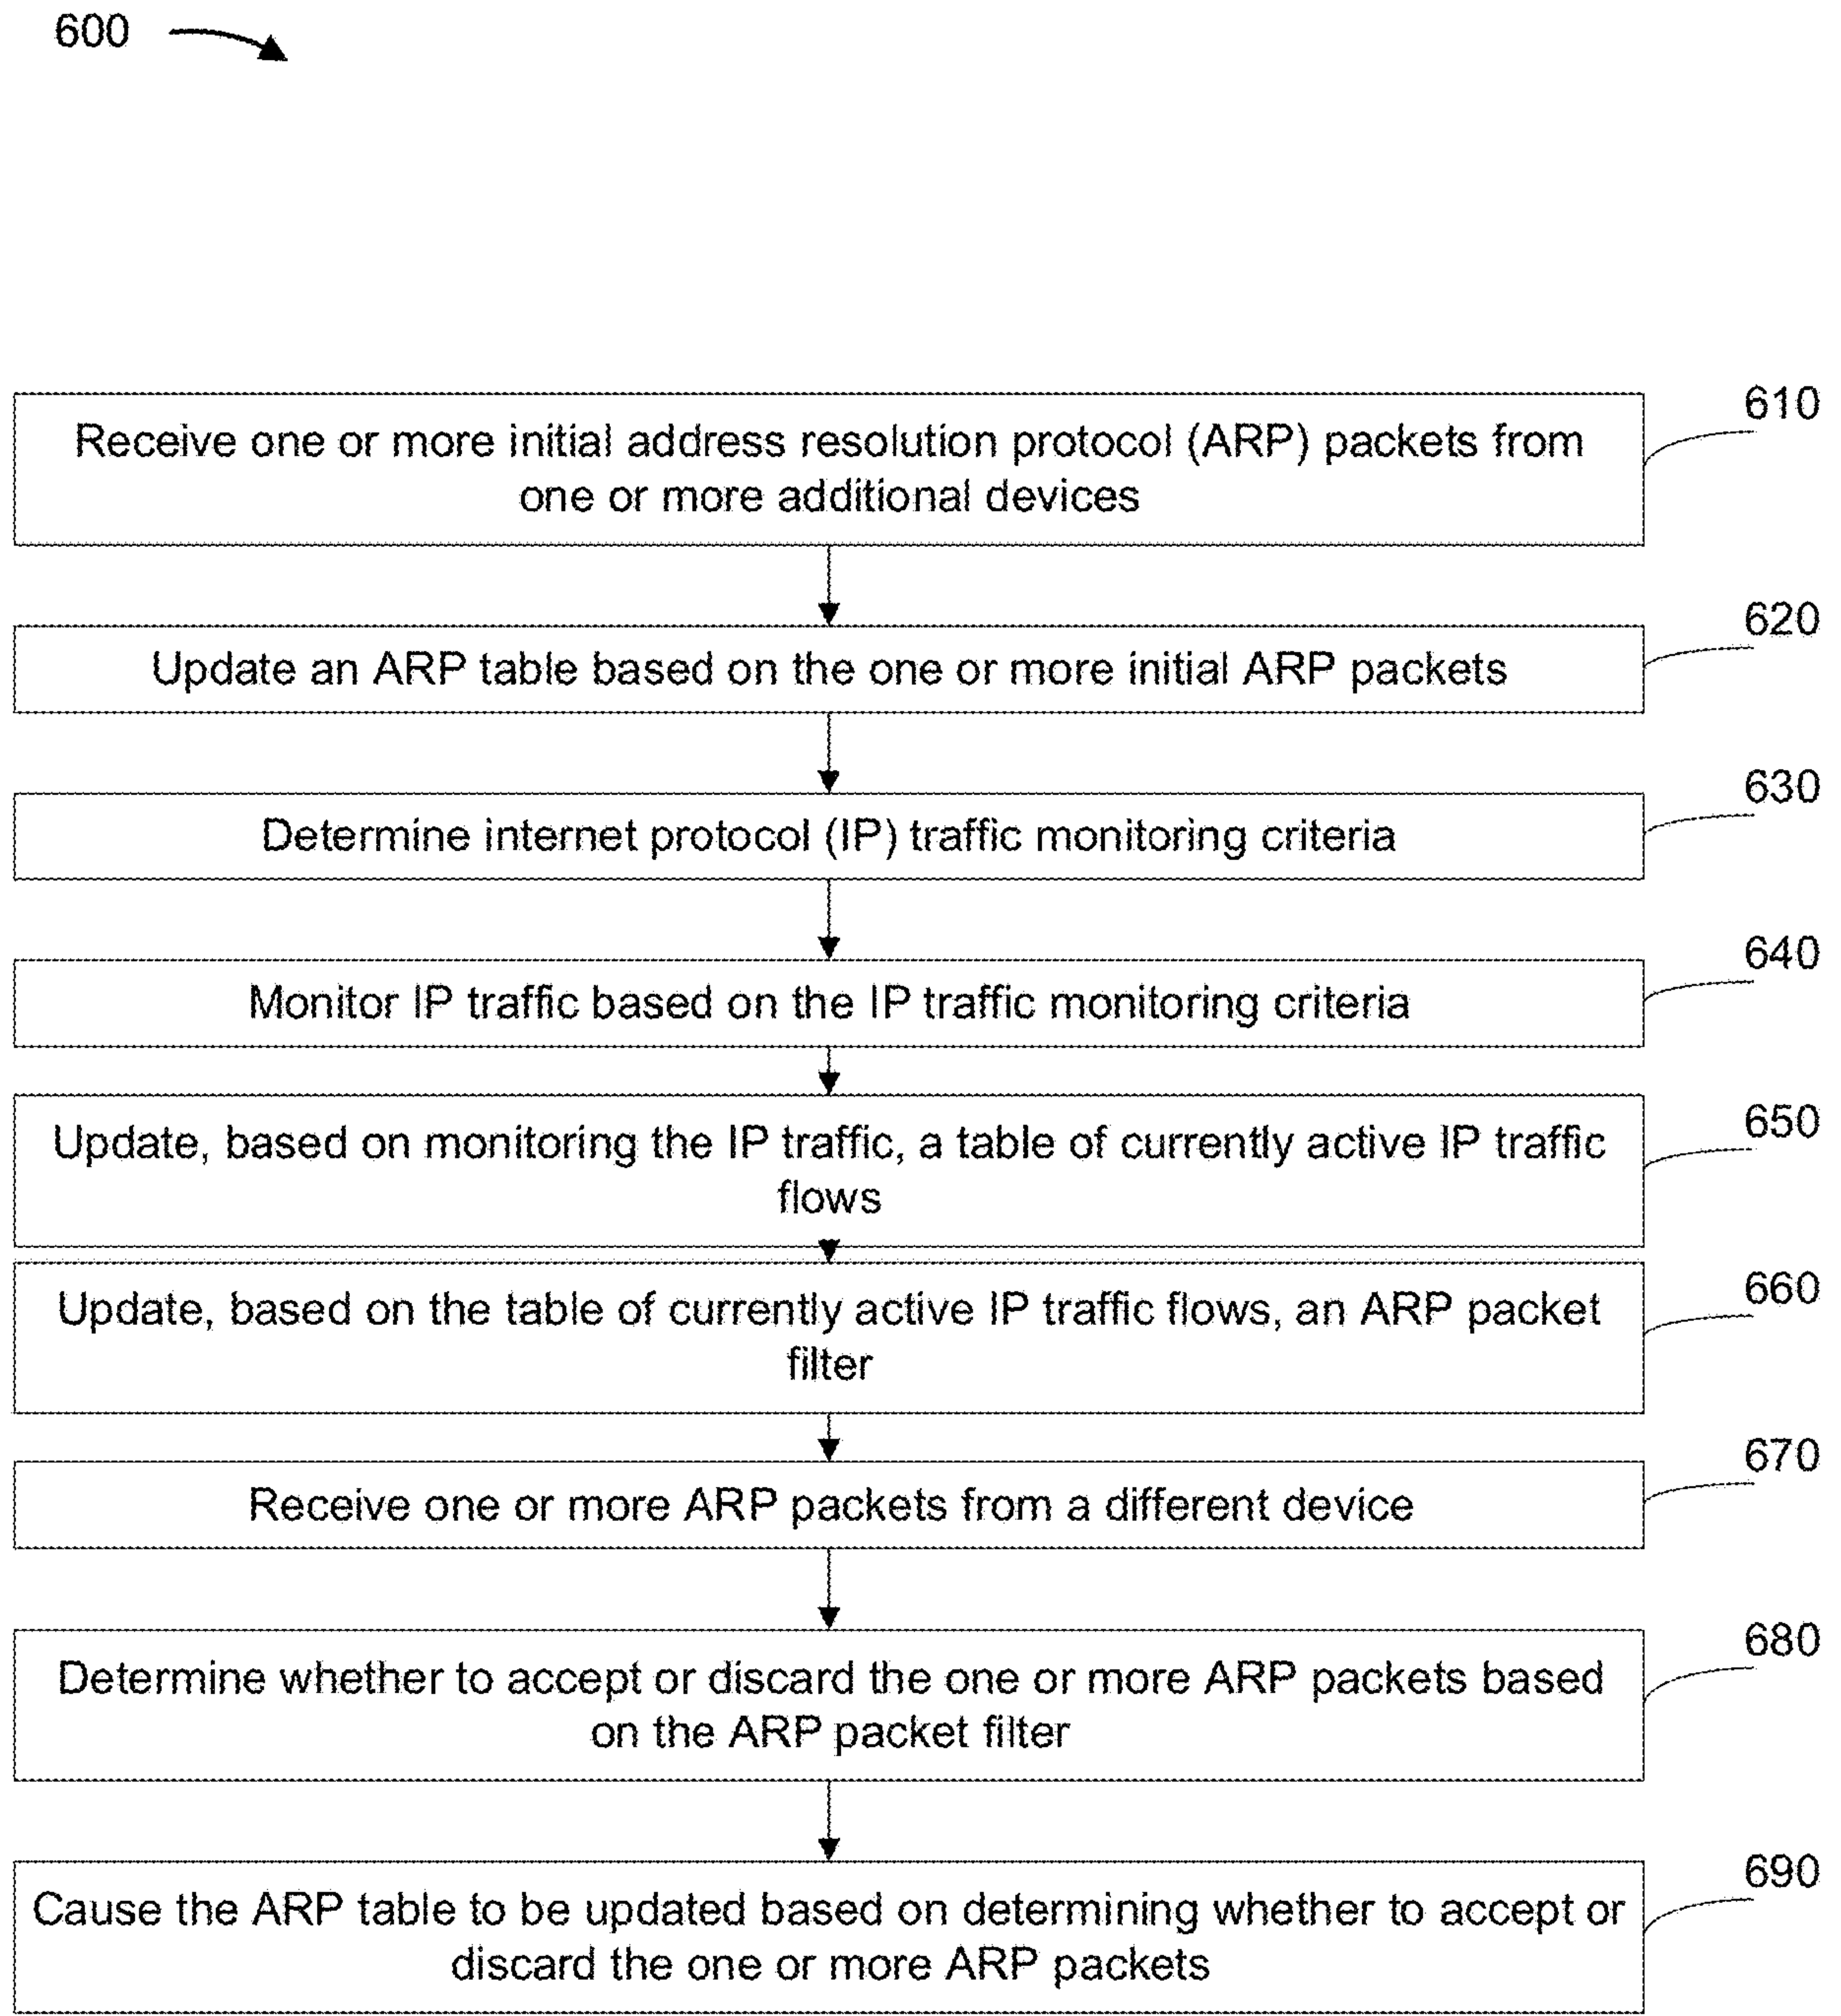 600
610
Receive one or more initial address resolution protocol (ARP) packets from
one or more additional devices
620
Update an ARP table based on the one or more initial ARP packets
630
Determine internet protocol (IP) traffic monitoring criteria
640
Monitor IP traffic based on the IP traffic monitoring criteria
650
Update, based on monitoring the IP traffic, a table of currently active IP traffic
flows
660
Update, based on the table of currently active IP traffic flows, an ARP packet
filter
670
Receive one or more ARP packets from a different device
680
Determine whether to accept or discard the one or more ARP packets based
on the ARP packet filter
690
Cause the ARP table to be updated based on determining whether to accept or
discard the one or more ARP packets